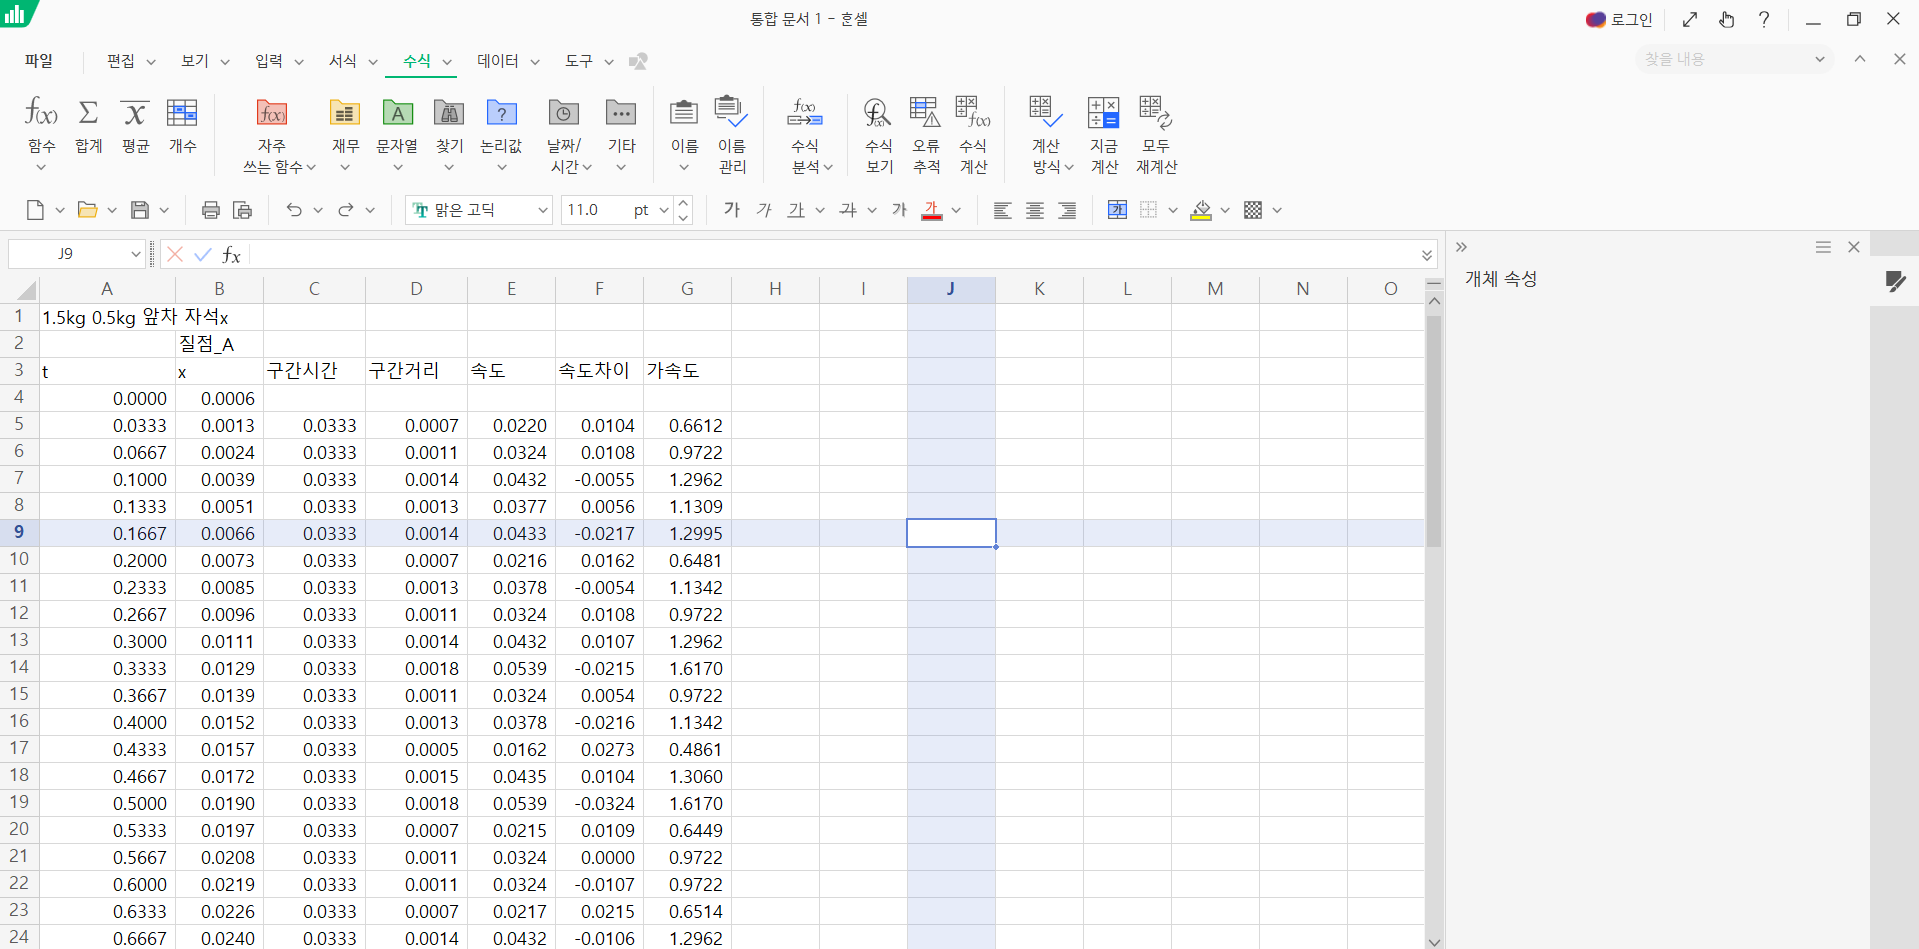 통합 문서 1 - 혼셀
로그인
파일 편집 보기 입력 서식 수식 데이터 도구
찾을 내용
함수 합계 평균 개수 자주 쓰는 함수 재무 문자열 찾기 논리값 날짜/시간 기타 이름 이름 관리 수식 분석 수식 보기 오류 추적 수식 계산 계산 방식 지금 계산 모두 재계산
맑은 고딕 11.0 pt 가 가 가 가 가 가
J9
개체 속성
A B C D E F G H I J K L M N O
1 1.5kg 0.5kg 앞차 자석x
2 질점_A
3 t x 구간시간 구간거리 속도 속도차이 가속도
4 0.0000 0.0006
5 0.0333 0.0013 0.0333 0.0007 0.0220 0.0104 0.6612
6 0.0667 0.0024 0.0333 0.0011 0.0324 0.0108 0.9722
7 0.1000 0.0039 0.0333 0.0014 0.0432 -0.0055 1.2962
8 0.1333 0.0051 0.0333 0.0013 0.0377 0.0056 1.1309
9 0.1667 0.0066 0.0333 0.0014 0.0433 -0.0217 1.2995
10 0.2000 0.0073 0.0333 0.0007 0.0216 0.0162 0.6481
11 0.2333 0.0085 0.0333 0.0013 0.0378 -0.0054 1.1342
12 0.2667 0.0096 0.0333 0.0011 0.0324 0.0108 0.9722
13 0.3000 0.0111 0.0333 0.0014 0.0432 0.0107 1.2962
14 0.3333 0.0129 0.0333 0.0018 0.0539 -0.0215 1.6170
15 0.3667 0.0139 0.0333 0.0011 0.0324 0.0054 0.9722
16 0.4000 0.0152 0.0333 0.0013 0.0378 -0.0216 1.1342
17 0.4333 0.0157 0.0333 0.0005 0.0162 0.0273 0.4861
18 0.4667 0.0172 0.0333 0.0015 0.0435 0.0104 1.3060
19 0.5000 0.0190 0.0333 0.0018 0.0539 -0.0324 1.6170
20 0.5333 0.0197 0.0333 0.0007 0.0215 0.0109 0.6449
21 0.5667 0.0208 0.0333 0.0011 0.0324 0.0000 0.9722
22 0.6000 0.0219 0.0333 0.0011 0.0324 -0.0107 0.9722
23 0.6333 0.0226 0.0333 0.0007 0.0217 0.0215 0.6514
24 0.6667 0.0240 0.0333 0.0014 0.0432 -0.0106 1.2962